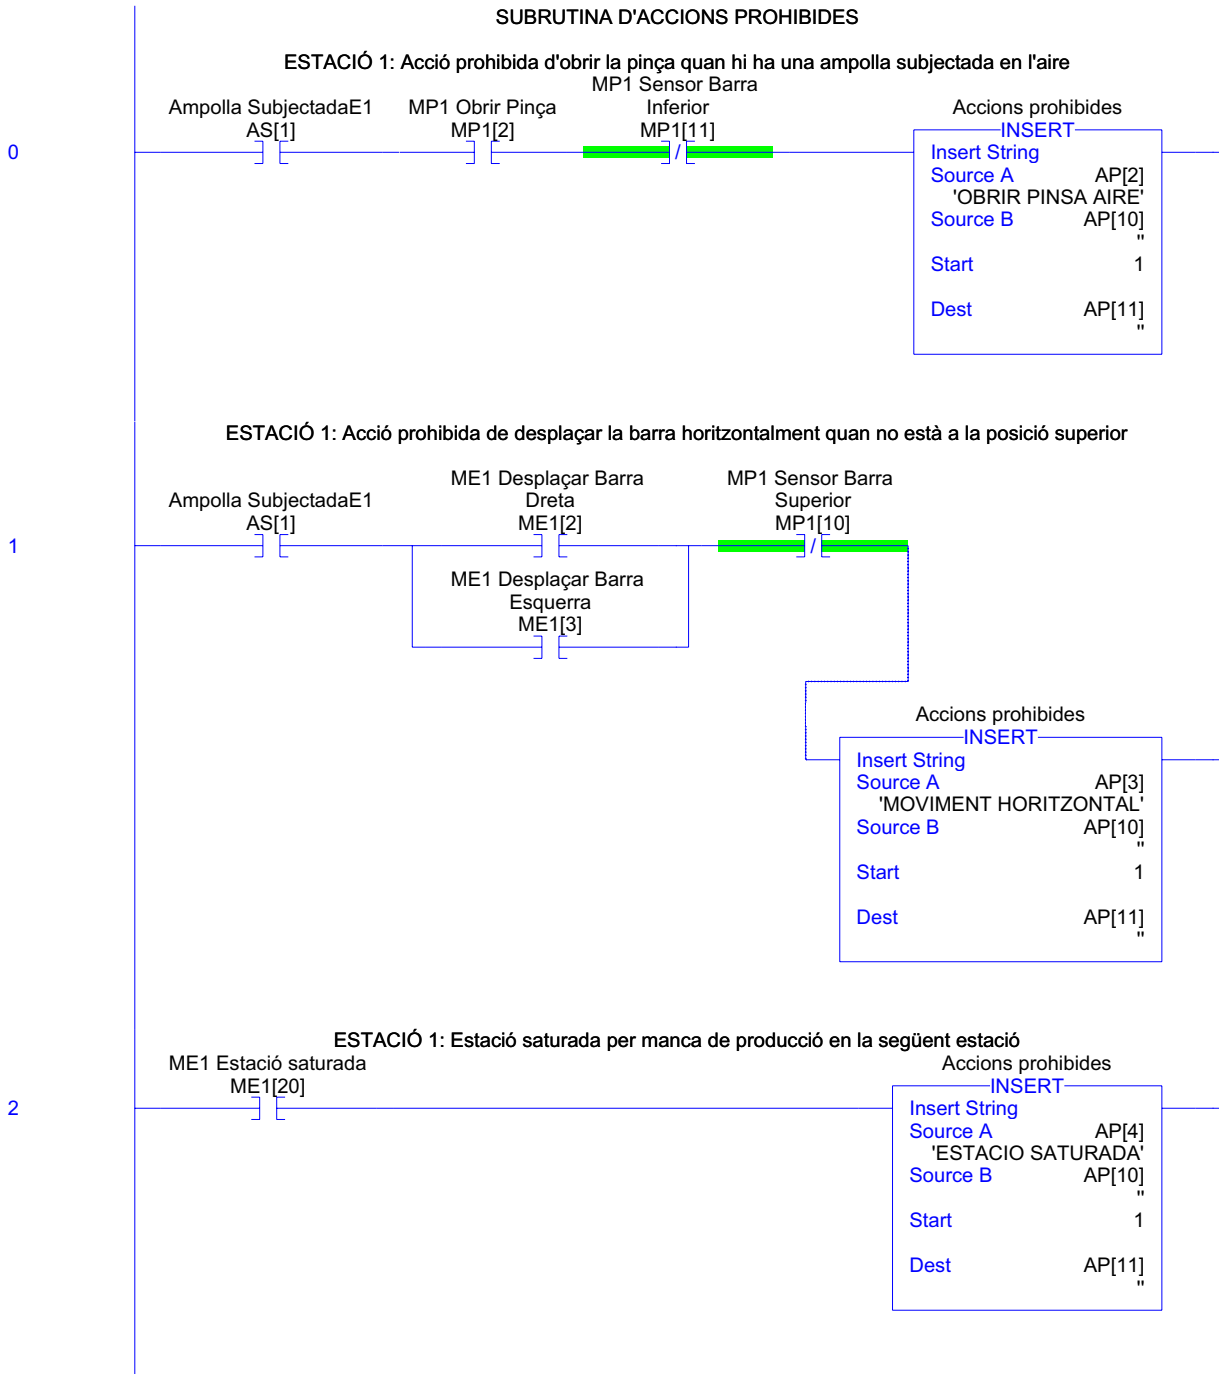 SUBRUTINA D'ACCIONS PROHIBIDES
ESTACIÓ 1: Acció prohibida d'obrir la pinça quan hi ha una ampolla subjectada en l'aire
MP1 Sensor Barra
Ampolla SubjectadaE1 MP1 Obrir Pinça Inferior Accions prohibides
AS[1] MP1[2] MP1[11] INSERT
0 / Insert String
Source A AP[2]
'OBRIR PINSA AIRE'
Source B AP[10]
''
Start 1
Dest AP[11]
''
ESTACIÓ 1: Acció prohibida de desplaçar la barra horitzontalment quan no està a la posició superior
ME1 Desplaçar Barra MP1 Sensor Barra
Ampolla SubjectadaE1 Dreta Superior
AS[1] ME1[2] MP1[10]
1 /
ME1 Desplaçar Barra
Esquerra
ME1[3]
Accions prohibides
INSERT
Insert String
Source A AP[3]
'MOVIMENT HORITZONTAL'
Source B AP[10]
''
Start 1
Dest AP[11]
''
ESTACIÓ 1: Estació saturada per manca de producció en la següent estació
ME1 Estació saturada Accions prohibides
ME1[20] INSERT
2 Insert String
Source A AP[4]
'ESTACIO SATURADA'
Source B AP[10]
''
Start 1
Dest AP[11]
''